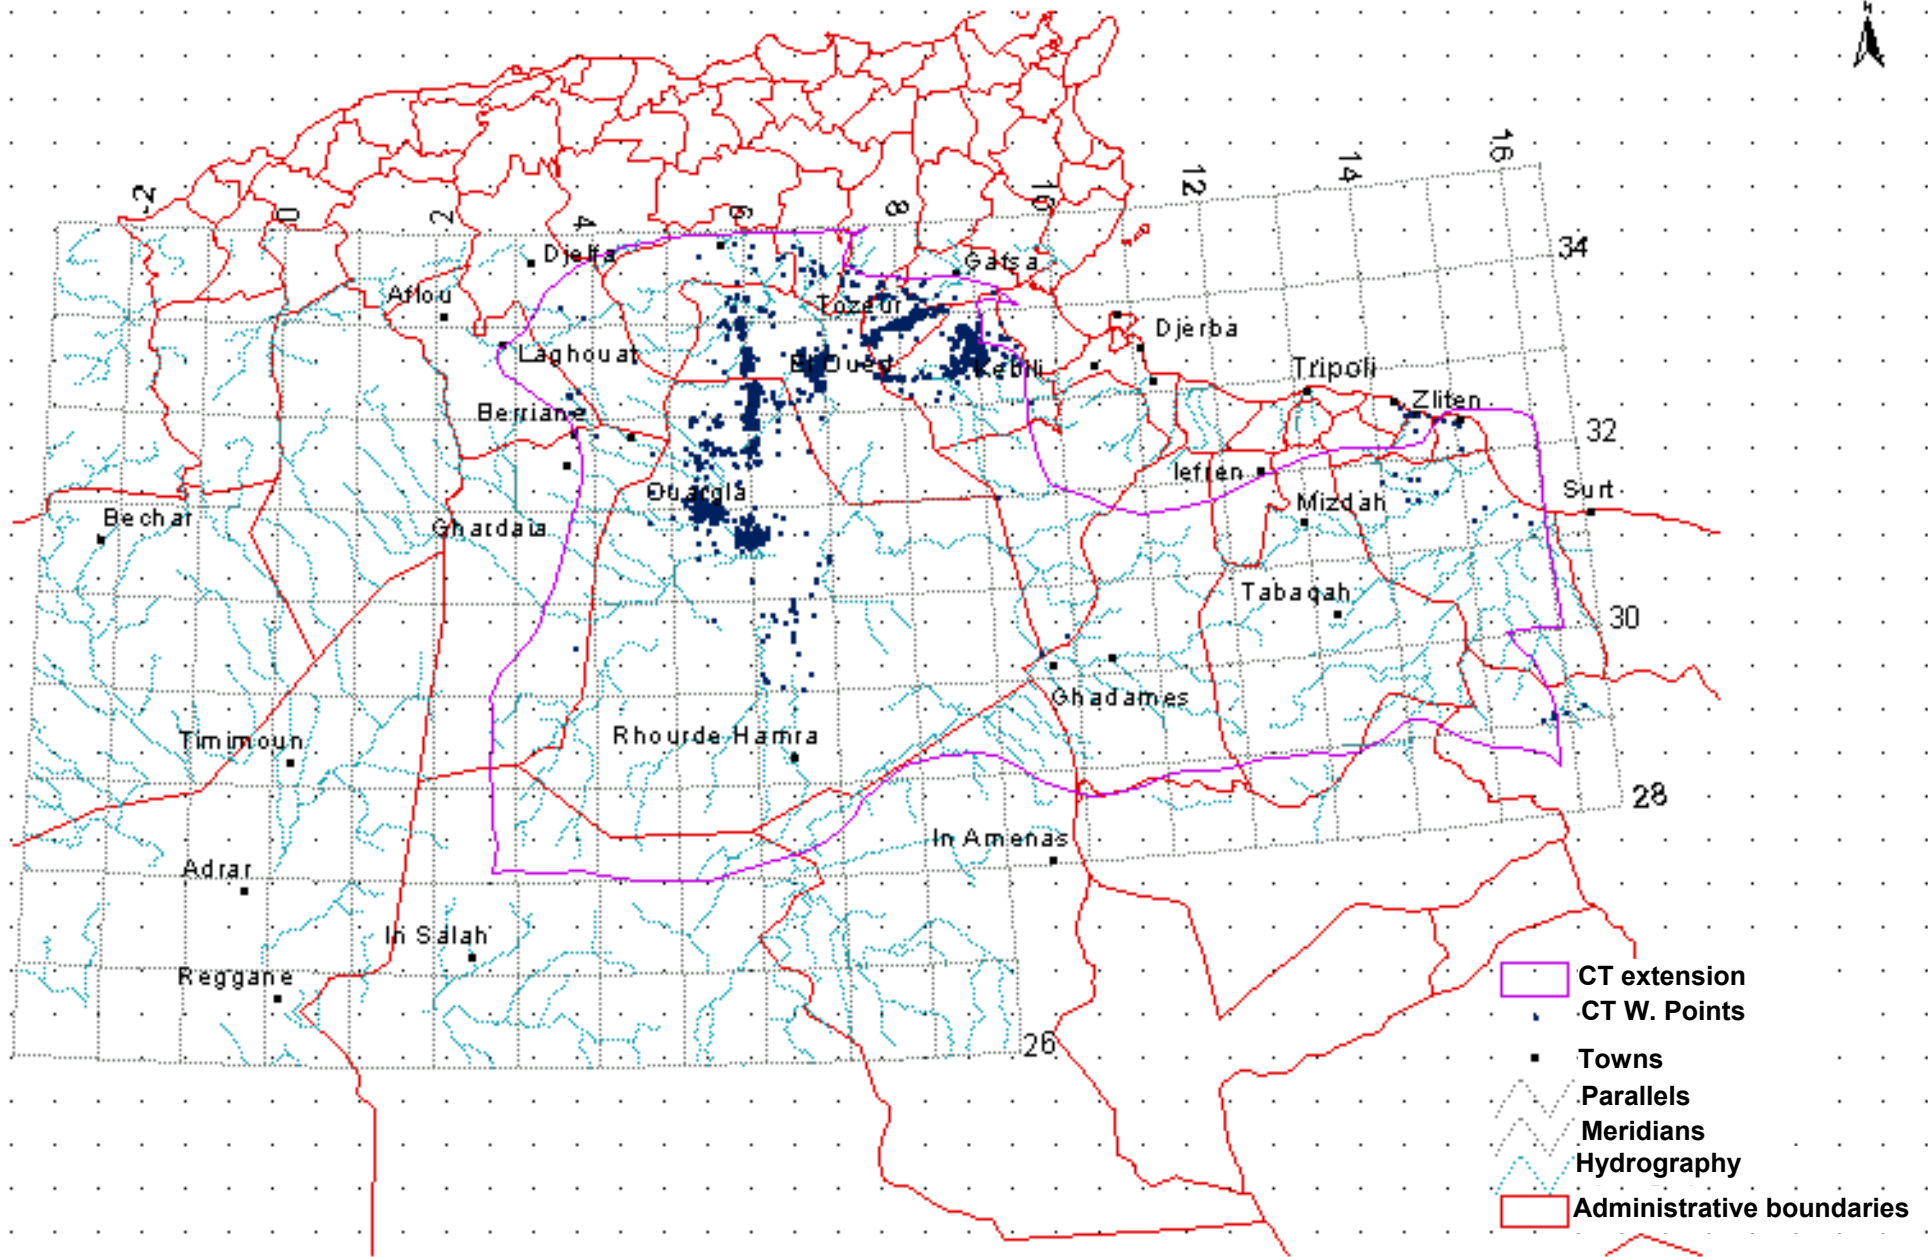 N
16
14
12
10
8
6
4
2
0
-2
34
Djelfa
Gafsa
Aflou
Tozeur
Djerba
Laghouat
El Oued
Kebili
Tripoli
Zliten
Berriane
32
Iefren
Ouargla
Mizdah
Surt
Bechar
Ghardaia
Tabaqah
30
Ghadames
Timimoun
Rhourde Hamra
28
In Amenas
Adrar
In Salah
Reggane
26
CT extension
CT W. Points
Towns
Parallels
Meridians
Hydrography
Administrative boundaries